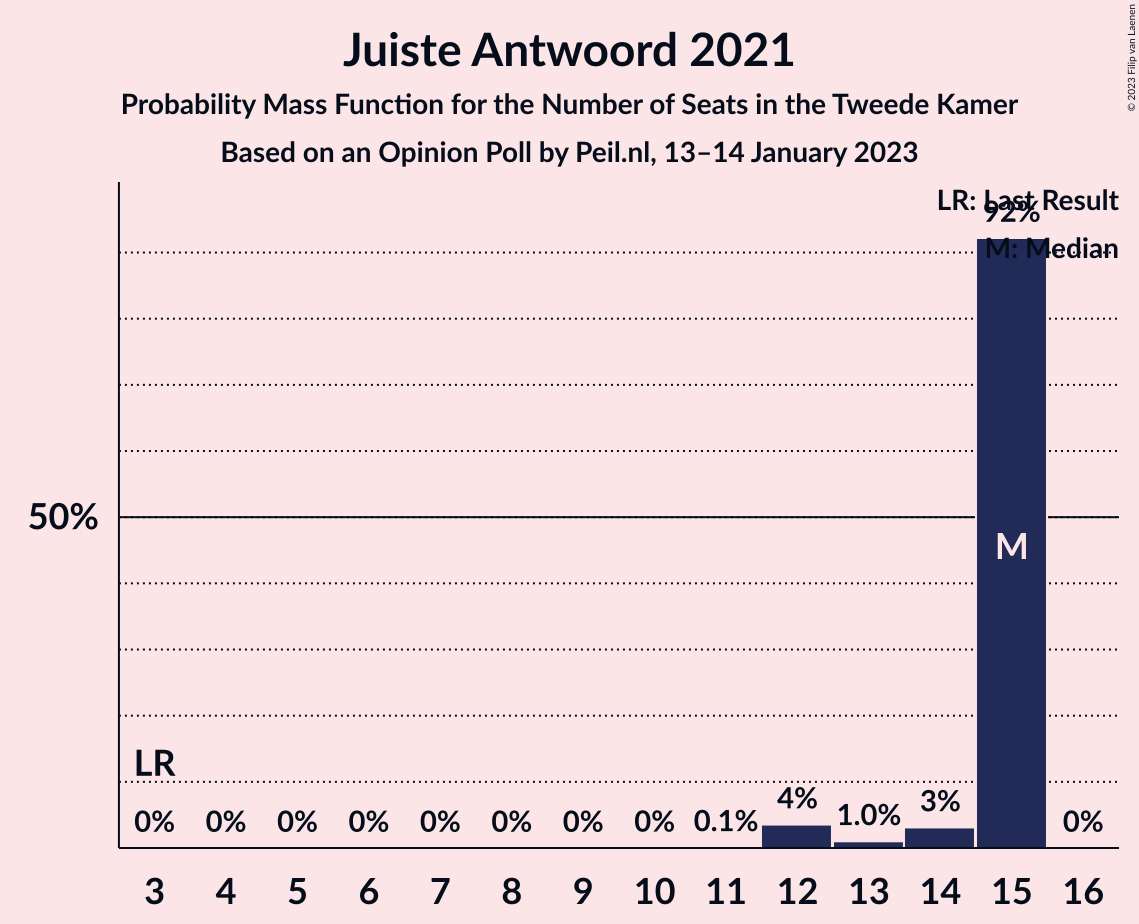 Juiste Antwoord 2021
Probability Mass Function for the Number of Seats in the Tweede Kamer
Based on an Opinion Poll by Peil.nl, 13–14 January 2023
© 2023 Filip van Laenen
LR: Last Result
M: Median
92%
50%
M
LR
0% 0% 0% 0% 0% 0% 0% 0% 0.1% 4% 1.0% 3% 0%
3 4 5 6 7 8 9 10 11 12 13 14 15 16